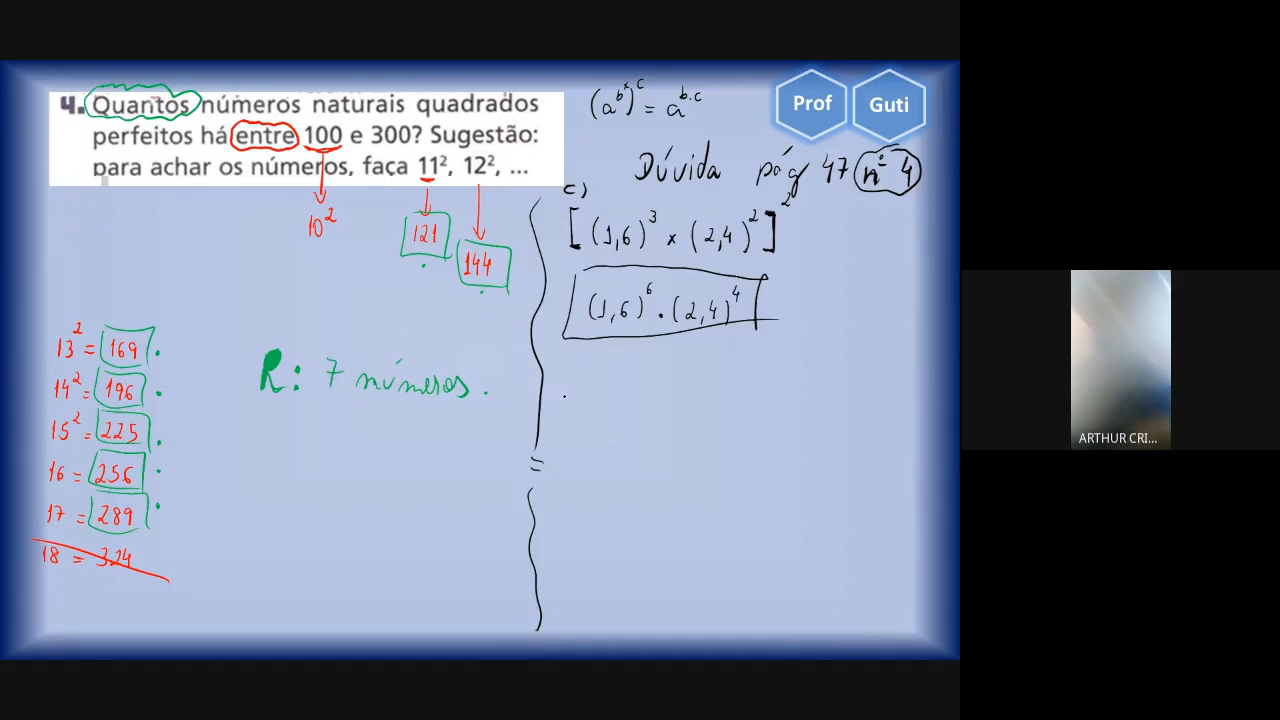 4. Quantos números naturais quadrados
perfeitos há entre 100 e 300? Sugestão:
para achar os números, faça 11², 12², ...
10²
121
144
13² = 169
14² = 196
15² = 225
16 = 256
17 = 289
18 = 324
R: 7 números.
(a^b)^c = a^b.c
Prof Guti
Dúvida pág 47 nº 4
c)
[(1,6)³ × (2,4)²]²
(1,6)⁶ . (2,4)⁴
=
ARTHUR CRI...